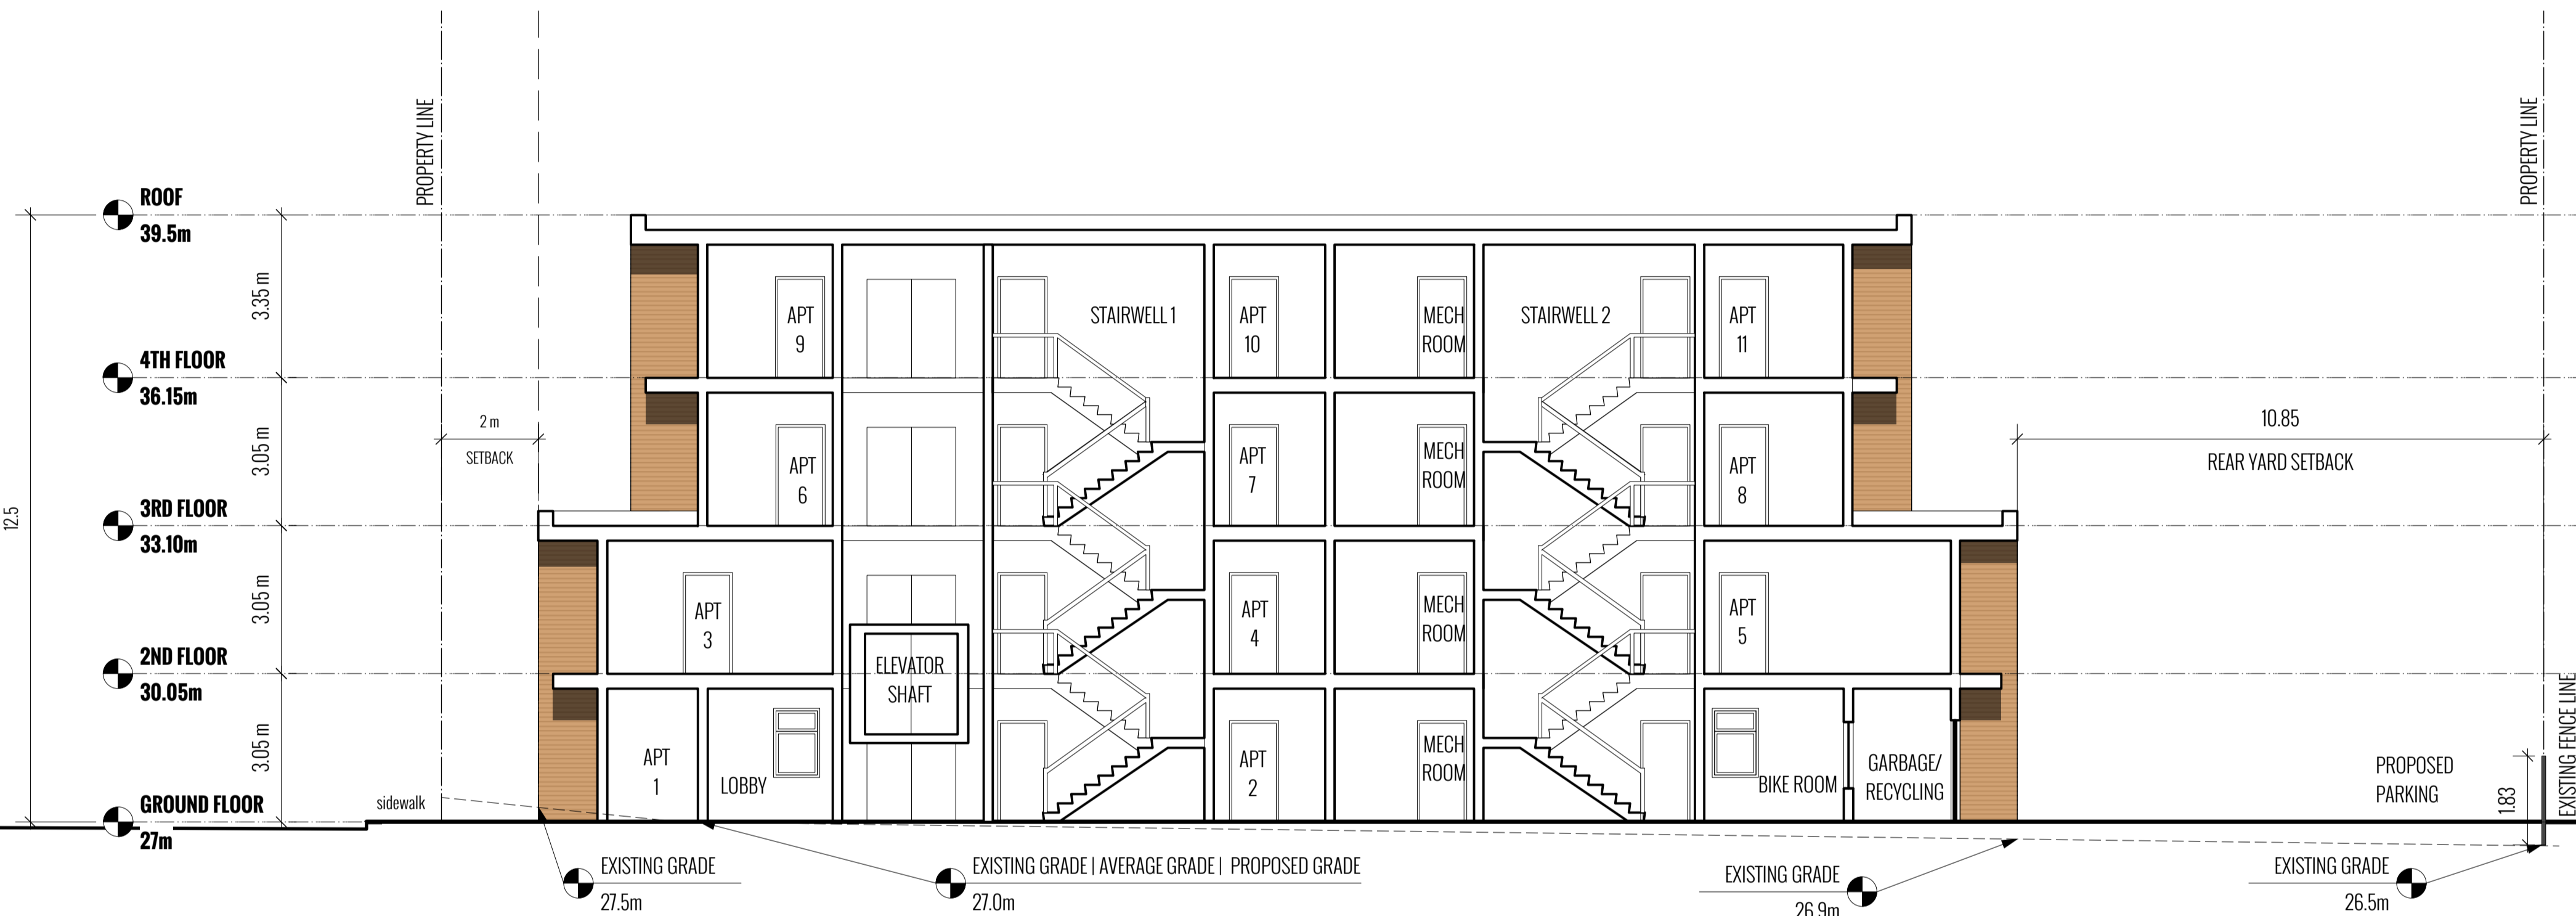 PROPERTY LINE
PROPERTY LINE
ROOF
39.5m
3.35 m
4TH FLOOR
36.15m
3.05 m
3RD FLOOR
33.10m
3.05 m
2ND FLOOR
30.05m
3.05 m
GROUND FLOOR
27m
12.5
2 m
SETBACK
sidewalk
APT
9
STAIRWELL 1
APT
10
MECH
ROOM
STAIRWELL 2
APT
11
APT
6
APT
7
MECH
ROOM
APT
8
10.85
REAR YARD SETBACK
APT
3
ELEVATOR
SHAFT
APT
4
MECH
ROOM
APT
5
APT
1
LOBBY
APT
2
MECH
ROOM
BIKE ROOM
GARBAGE/
RECYCLING
PROPOSED
PARKING
1.83
EXISTING FENCE LINE
EXISTING GRADE
27.5m
EXISTING GRADE | AVERAGE GRADE | PROPOSED GRADE
27.0m
EXISTING GRADE
26.9m
EXISTING GRADE
26.5m